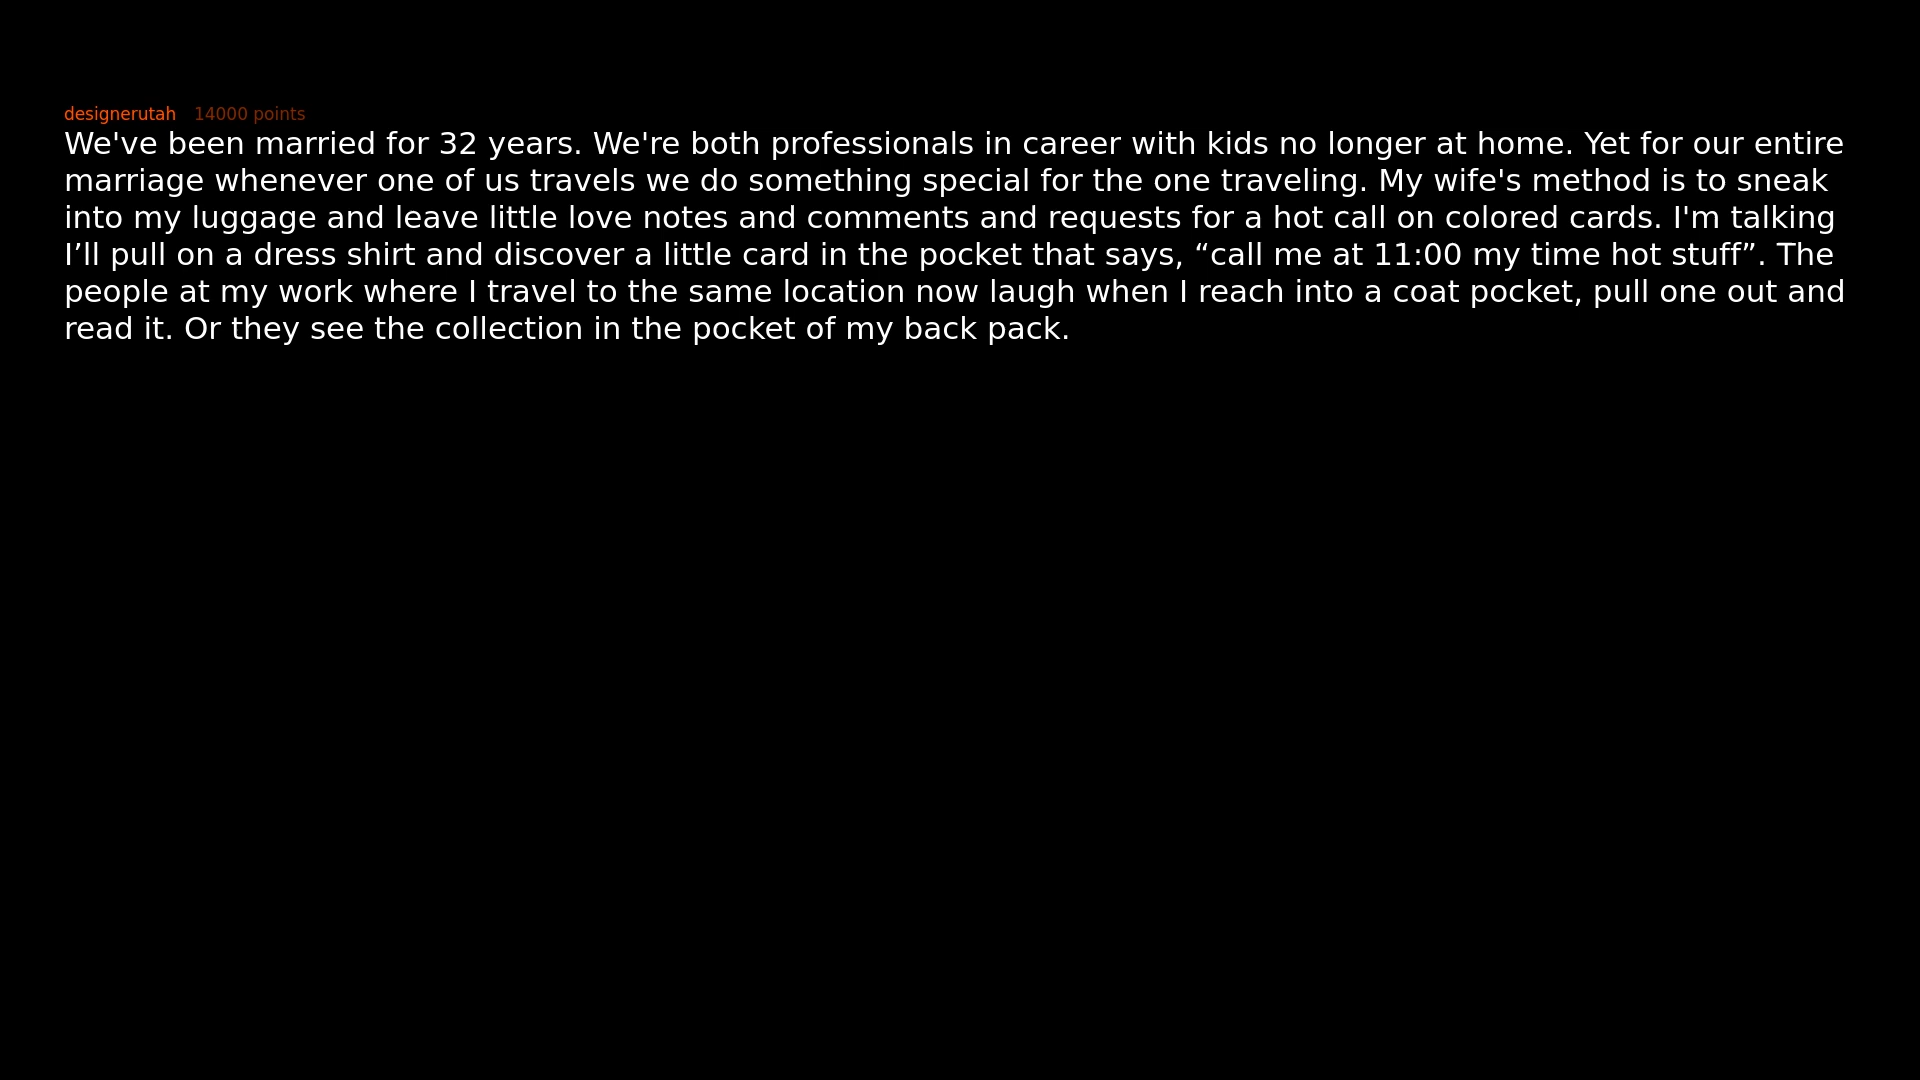 designerutah 14000 points
We've been married for 32 years. We're both professionals in career with kids no longer at home. Yet for our entire
marriage whenever one of us travels we do something special for the one traveling. My wife's method is to sneak
into my luggage and leave little love notes and comments and requests for a hot call on colored cards. I'm talking
I’ll pull on a dress shirt and discover a little card in the pocket that says, “call me at 11:00 my time hot stuff”. The
people at my work where I travel to the same location now laugh when I reach into a coat pocket, pull one out and
read it. Or they see the collection in the pocket of my back pack.